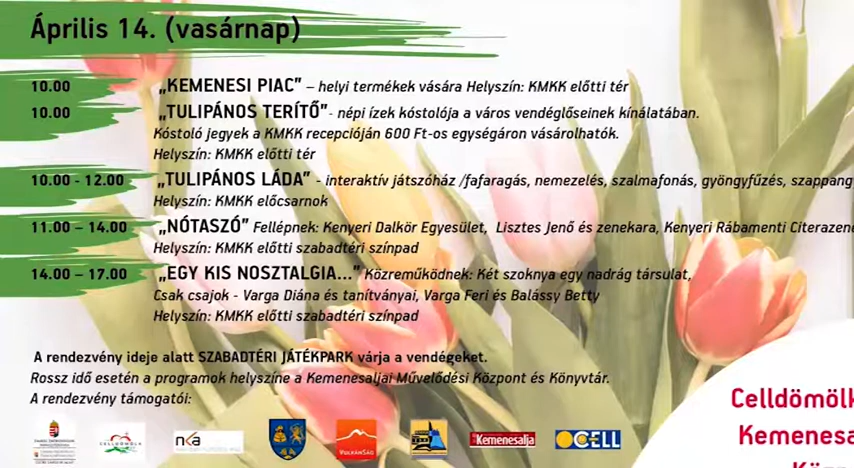 Április 14. (vasárnap)
10.00 „KEMENESI PIAC” – helyi termékek vására Helyszín: KMKK előtti tér
10.00 „TULIPÁNOS TERÍTŐ”- népi ízek kóstolója a város vendéglőseinek kínálatában.
Kóstoló jegyek a KMKK recepcióján 600 Ft-os egységáron vásárolhatók.
Helyszín: KMKK előtti tér
10.00 - 12.00 „TULIPÁNOS LÁDA” - interaktív játszóház /fafaragás, nemezelés, szalmafonás, gyöngyfűzés, szappang
Helyszín: KMKK előcsarnok
11.00 – 14.00 „NÓTASZÓ” Fellépnek: Kenyeri Dalkör Egyesület, Lisztes Jenő és zenekara, Kenyeri Rábamenti Citerazene
Helyszín: KMKK előtti szabadtéri színpad
14.00 – 17.00 „EGY KIS NOSZTALGIA...” Közreműködnek: Két szoknya egy nadrág társulat,
Csak csajok - Varga Diána és tanítványai, Varga Feri és Balássy Betty
Helyszín: KMKK előtti szabadtéri színpad
A rendezvény ideje alatt SZABADTÉRI JÁTÉKPARK várja a vendégeket.
Rossz idő esetén a programok helyszíne a Kemenesaljai Művelődési Központ és Könyvtár.
A rendezvény támogatói:
CELLDÖMÖLK
nka
VULKÁNSÁG
Kemenesalja
CELL
Celldömölk
Kemenesa
Közp